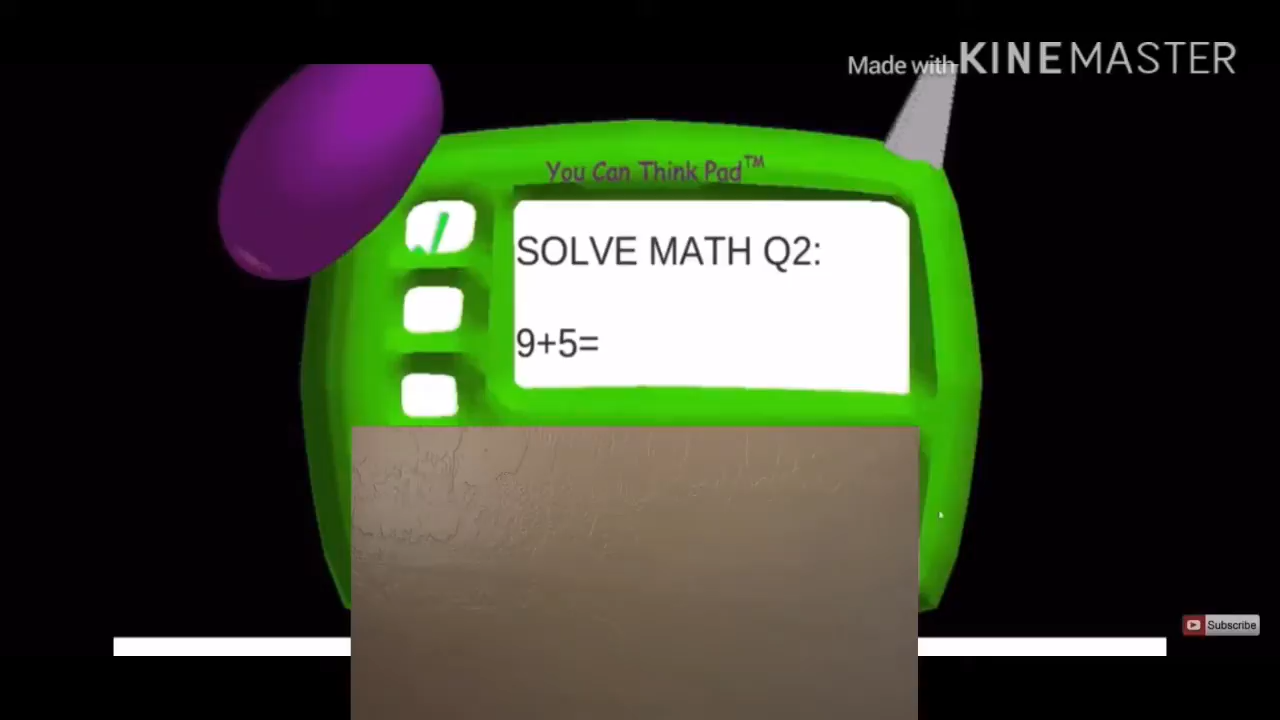 Made with KINEMASTER
You Can Think Pad™
SOLVE MATH Q2:
9+5=
Subscribe